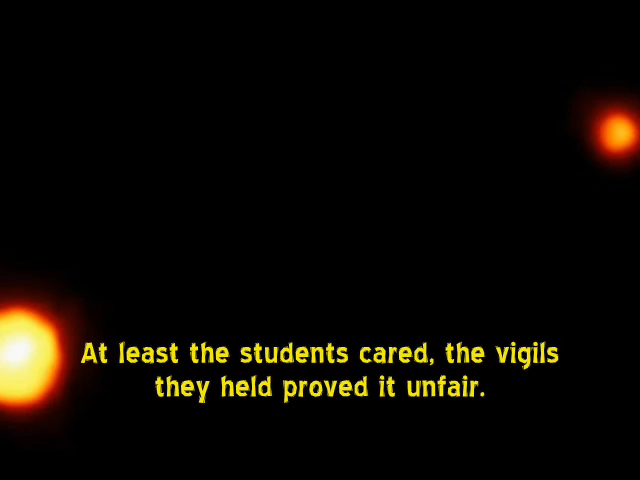 At least the students cared, the vigils
they held proved it unfair.